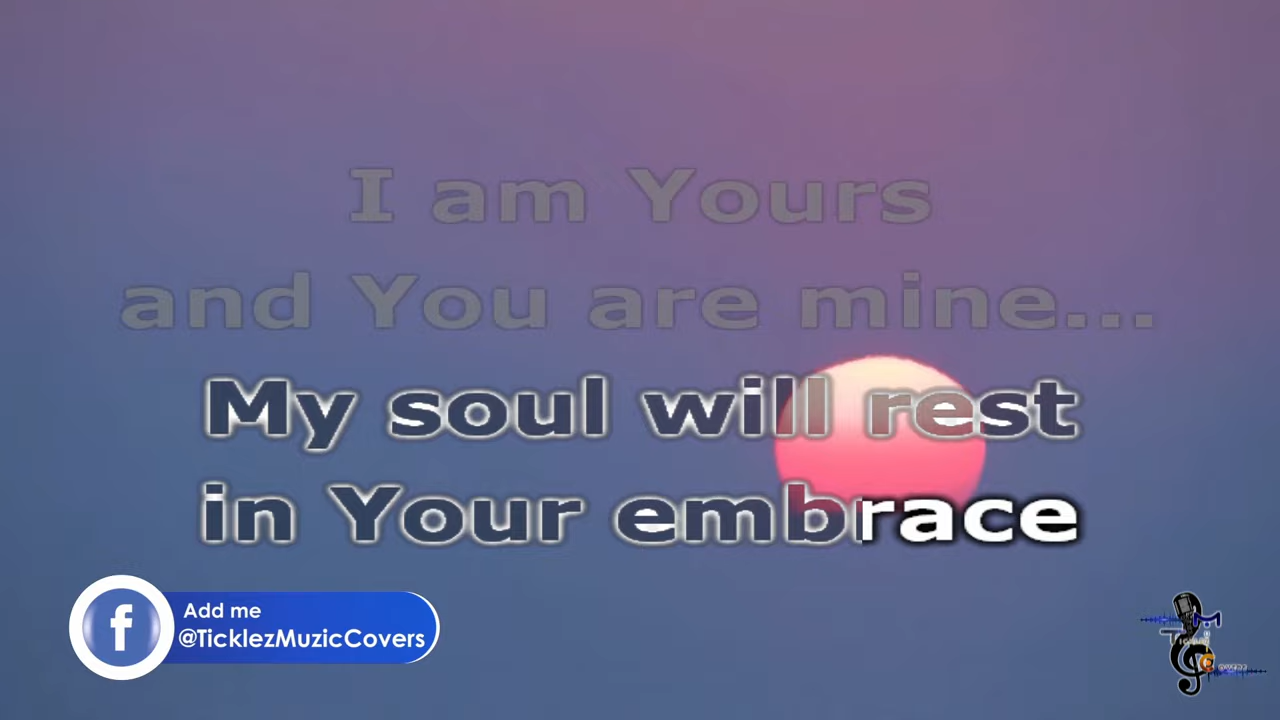 I am Yours
and You are mine...
My soul will rest
in Your embrace
f
Add me
@TicklezMuzicCovers